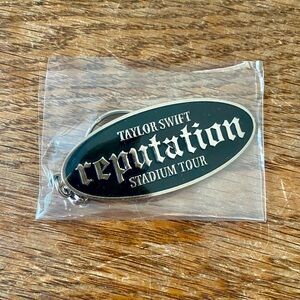 TAYLOR SWIFT
reputation
STADIUM TOUR